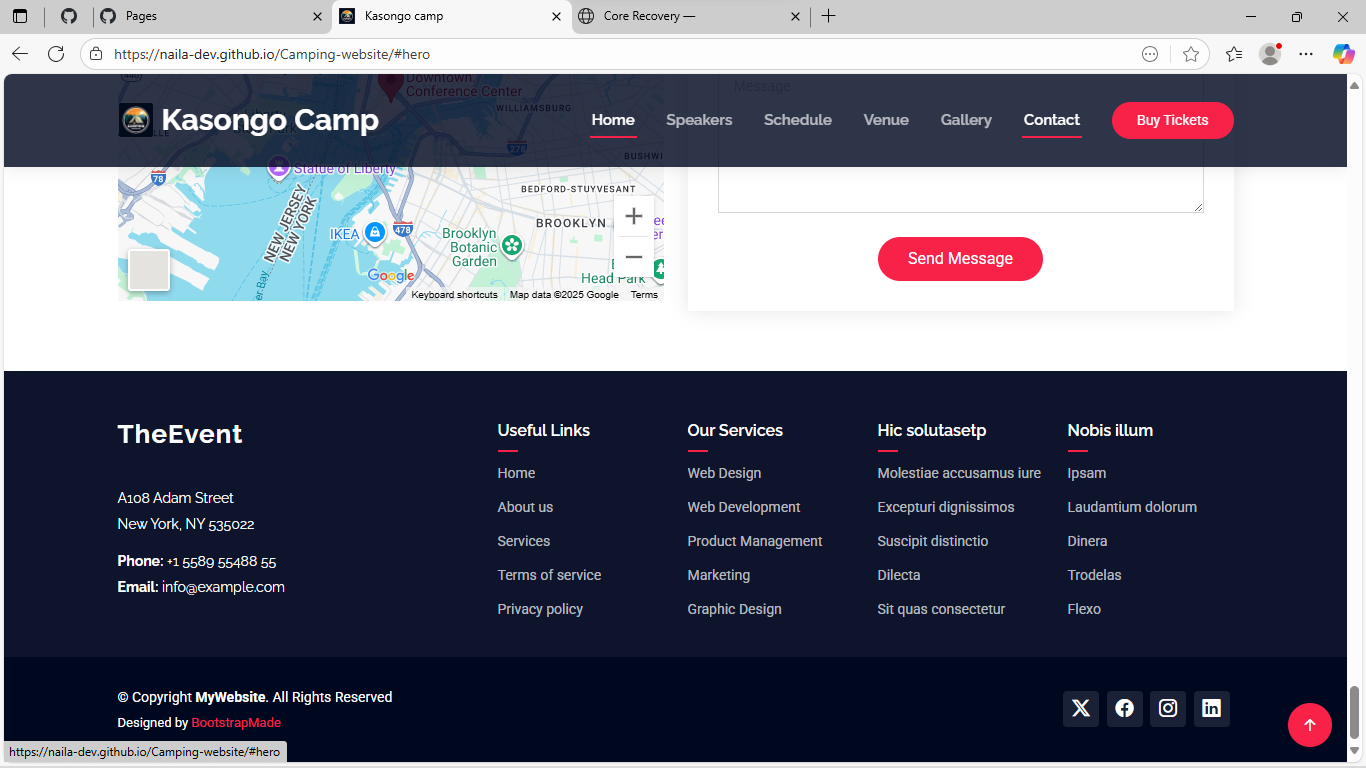 Pages
Kasongo camp
Core Recovery —
https://naila-dev.github.io/Camping-website/#hero
Kasongo Camp
Home
Speakers
Schedule
Venue
Gallery
Contact
Buy Tickets
Downtown
Conference Center
WILLIAMSBURG
Message
278
BUSHWI
Statue of Liberty
78
BEDFORD-STUYVESANT
NEW JERSEY
NEW YORK
BROOKLYN
IKEA
478
Brooklyn
Botanic
Garden
Head Park
Google
Keyboard shortcuts
Map data ©2025 Google
Terms
Send Message
TheEvent
A108 Adam Street
New York, NY 535022
Phone: +1 5589 55488 55
Email: info@example.com
Useful Links
Home
About us
Services
Terms of service
Privacy policy
Our Services
Web Design
Web Development
Product Management
Marketing
Graphic Design
Hic solutasetp
Molestiae accusamus iure
Excepturi dignissimos
Suscipit distinctio
Dilecta
Sit quas consectetur
Nobis illum
Ipsam
Laudantium dolorum
Dinera
Trodelas
Flexo
© Copyright MyWebsite. All Rights Reserved
Designed by BootstrapMade
https://naila-dev.github.io/Camping-website/#hero